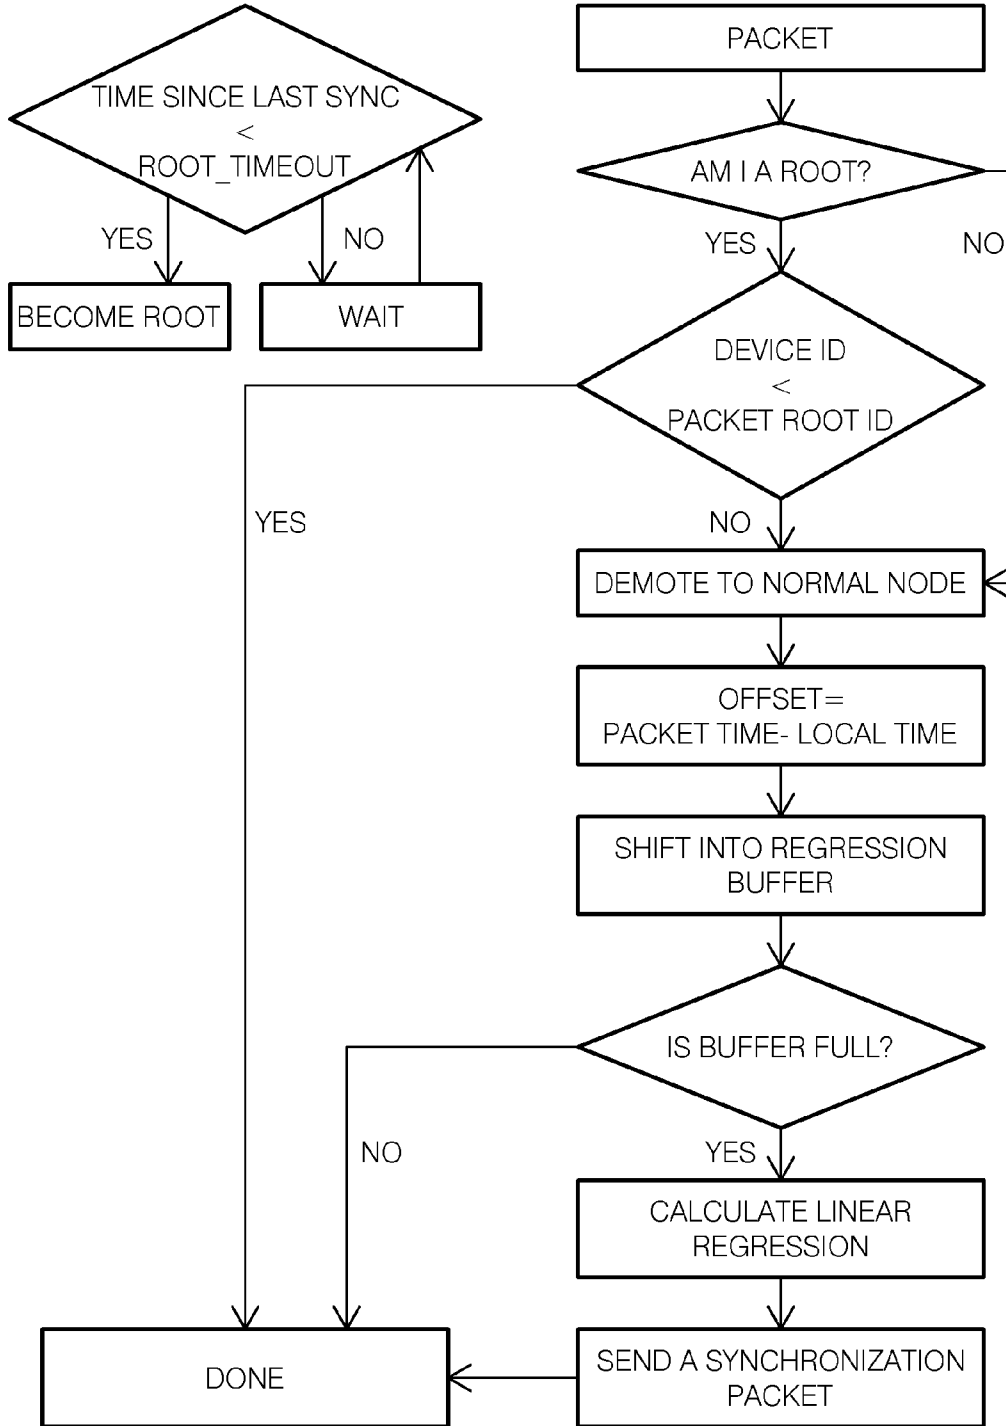 TIME SINCE LAST SYNC
<
ROOT_TIMEOUT
YES
NO
BECOME ROOT
WAIT
PACKET
AM I A ROOT?
YES
NO
DEVICE ID
<
PACKET ROOT ID
YES
NO
DEMOTE TO NORMAL NODE
OFFSET=
PACKET TIME- LOCAL TIME
SHIFT INTO REGRESSION
BUFFER
IS BUFFER FULL?
NO
YES
CALCULATE LINEAR
REGRESSION
SEND A SYNCHRONIZATION
PACKET
DONE